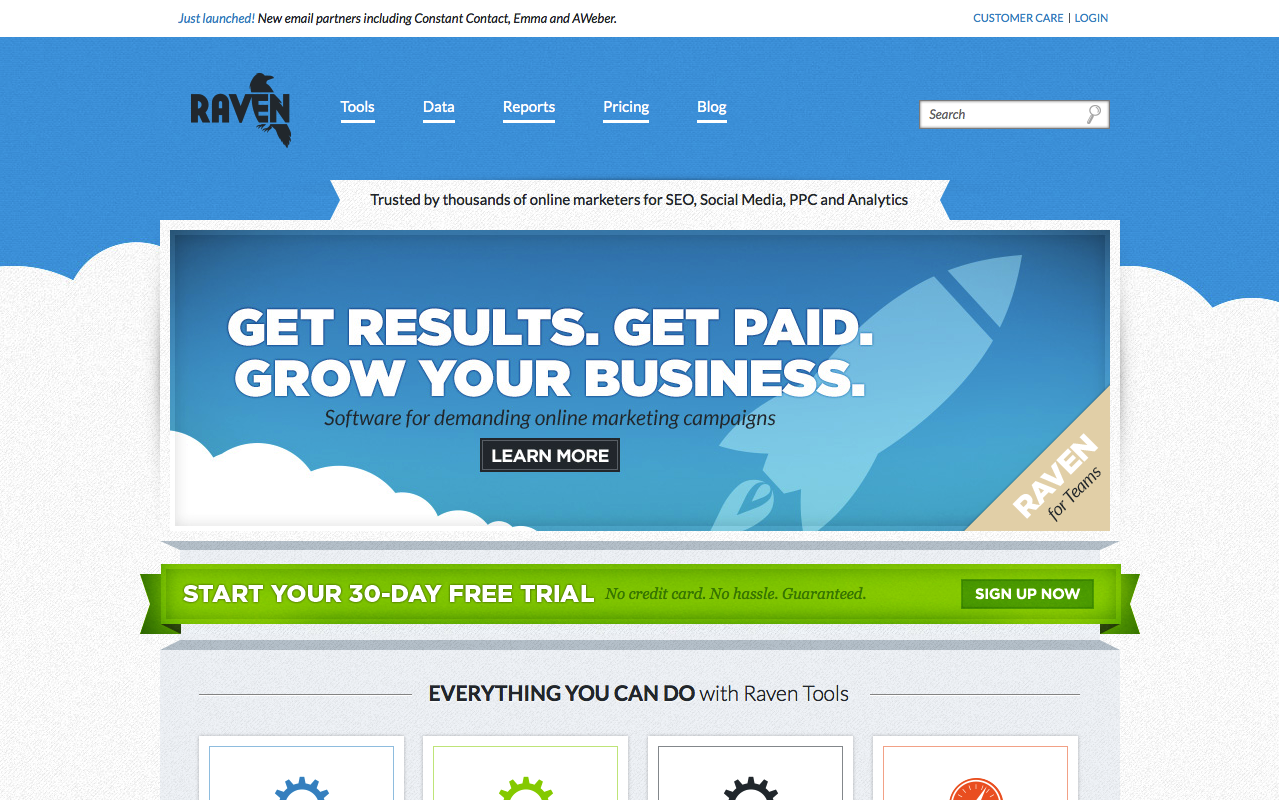 Just launched! New email partners including Constant Contact, Emma and AWeber.
CUSTOMER CARE | LOGIN
RAVEN
Tools
Data
Reports
Pricing
Blog
Search
Trusted by thousands of online marketers for SEO, Social Media, PPC and Analytics
GET RESULTS. GET PAID.
GROW YOUR BUSINESS.
Software for demanding online marketing campaigns
LEARN MORE
RAVEN
for Teams
START YOUR 30-DAY FREE TRIAL No credit card. No hassle. Guaranteed.
SIGN UP NOW
EVERYTHING YOU CAN DO with Raven Tools